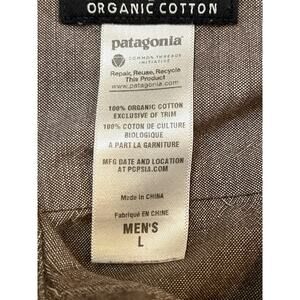 ORGANIC COTTON
patagonia
COMMON THREADS
INITIATIVE
Repair, Reuse, Recycle
This Product
www.patagonia.com
100% ORGANIC COTTON
EXCLUSIVE OF TRIM
100% COTON DE CULTURE
BIOLOGIQUE
A PART LA GARNITURE
MFG DATE AND LOCATION
AT PCPSIA.COM
Made in CHINA
Fabriqué EN CHINE
MEN'S
L